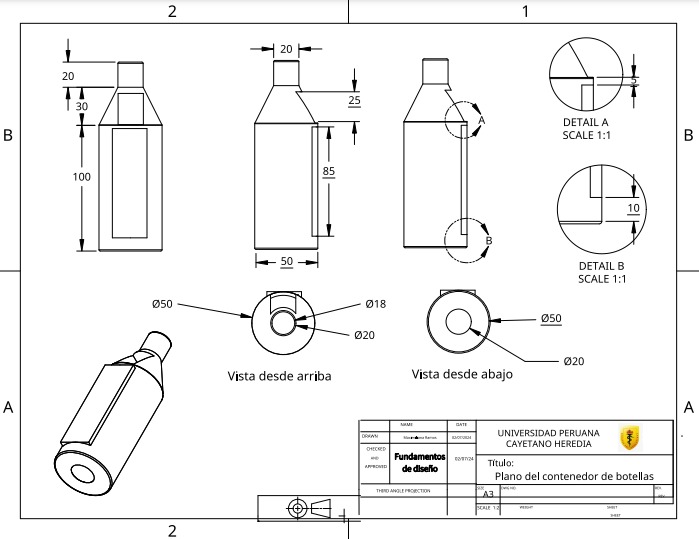 2
1
20
20
30
100
25
85
50
A
B
5
DETAIL A
SCALE 1:1
10
DETAIL B
SCALE 1:1
B
B
Ø50
Ø18
Ø20
Vista desde arriba
Ø50
Ø20
Vista desde abajo
A
A
NAME
DATE
DRAWN
02/07/2024
CHECKED
AND
APPROVED
Fundamentos
de diseño
02/07/24
THIRD ANGLE PROJECTION
UNIVERSIDAD PERUANA
CAYETANO HEREDIA
Título:
Plano del contenedor de botellas
SIZE
A3
DWG NO.
REV.
SCALE 1:2
WEIGHT
SHEET
SHEET
2
1